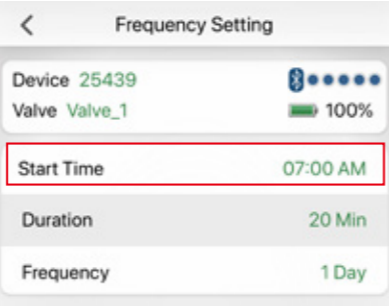 Frequency Setting
Device 25439
Valve Valve_1 100%
Start Time 07:00 AM
Duration 20 Min
Frequency 1 Day